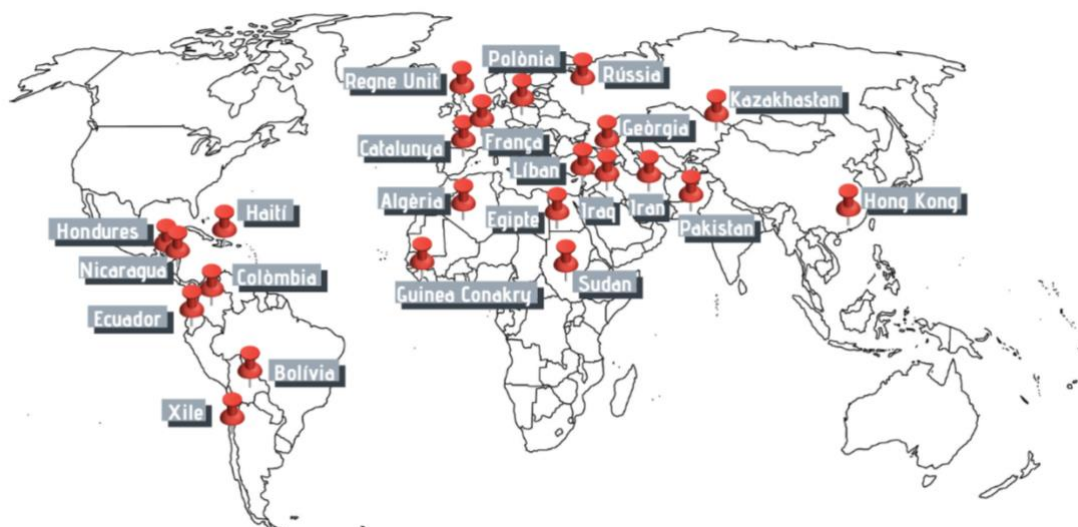 Polònia
Regne Unit
Rússia
Kazakhastan
Geòrgia
Catalunya
França
Líban
Algèria
Egipte
Iraq
Iran
Pakistan
Hong Kong
Haití
Hondures
Nicaragua
Colòmbia
Guinea Conakry
Sudan
Ecuador
Bolívia
Xile